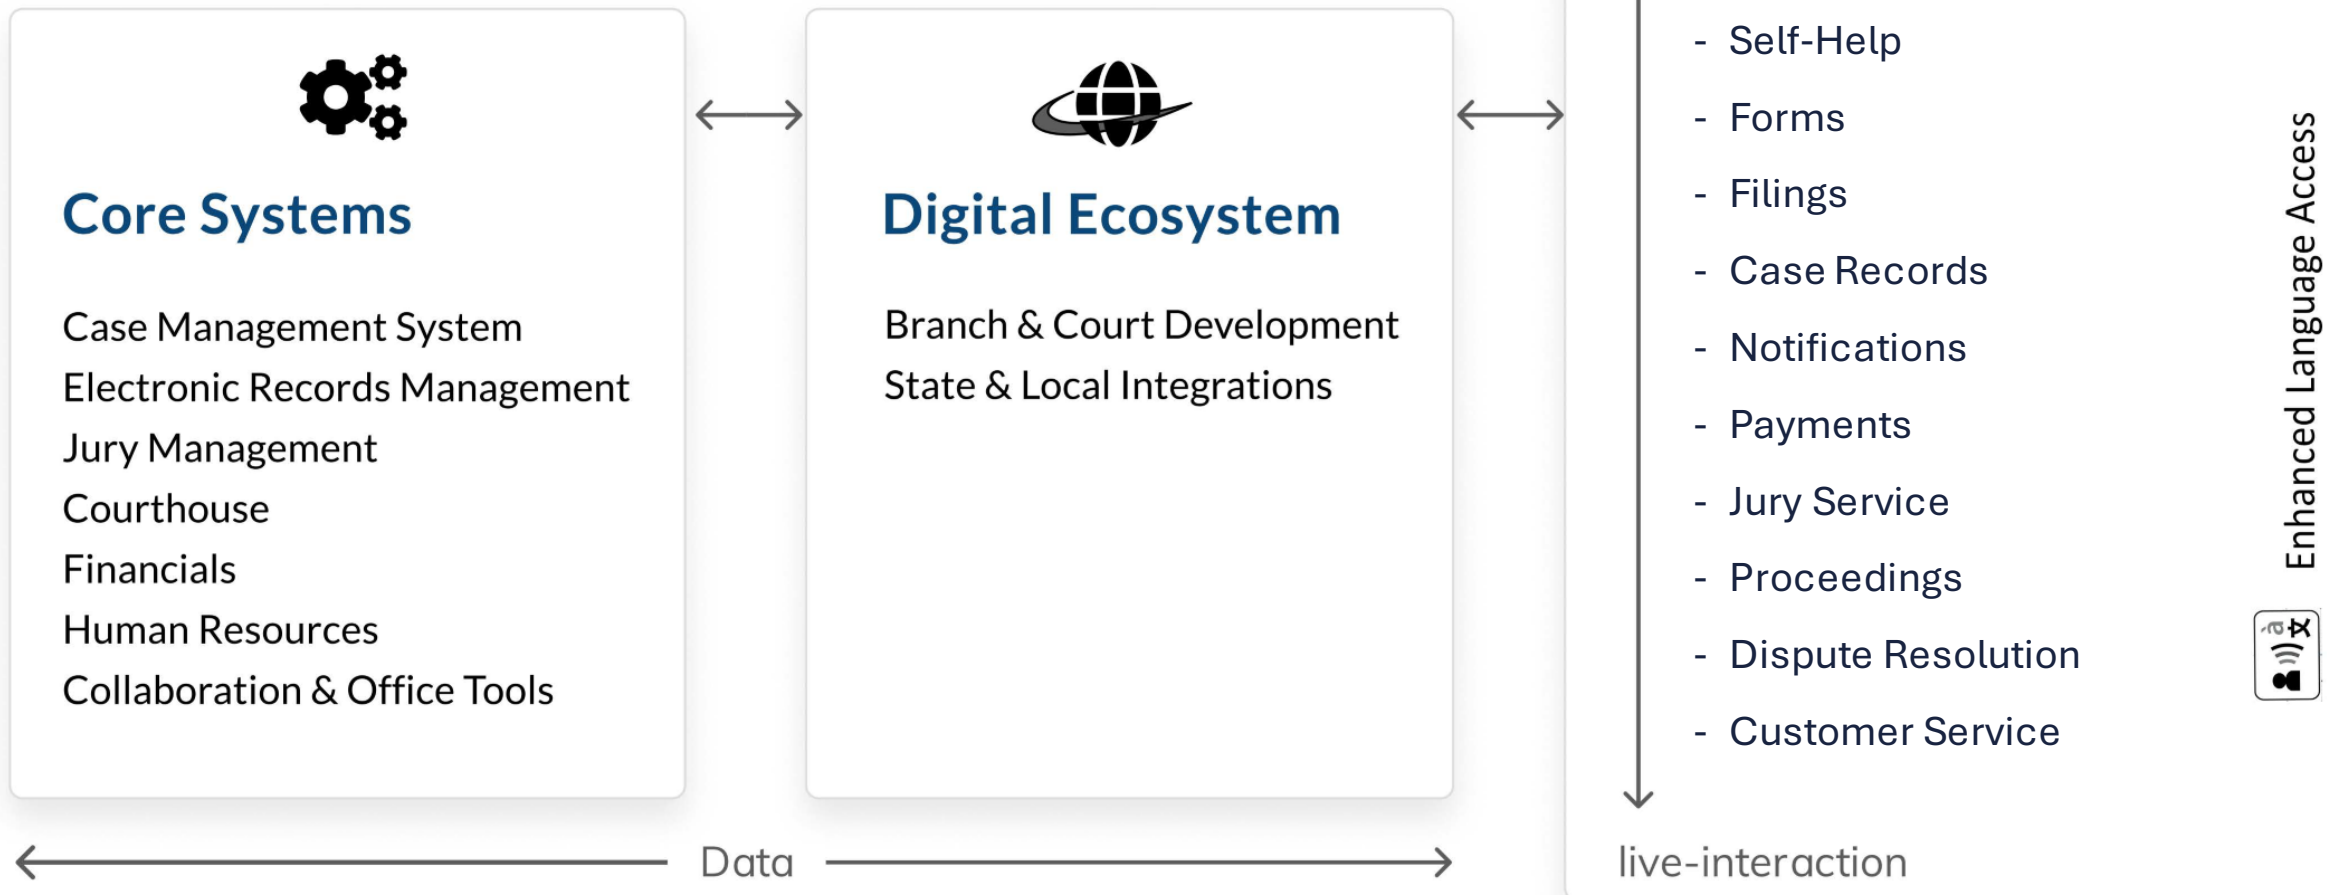 Core Systems
Case Management System
Electronic Records Management
Jury Management
Courthouse
Financials
Human Resources
Collaboration & Office Tools
Digital Ecosystem
Branch & Court Development
State & Local Integrations
Data
- Self-Help
- Forms
- Filings
- Case Records
- Notifications
- Payments
- Jury Service
- Proceedings
- Dispute Resolution
- Customer Service
live-interaction
Enhanced Language Access